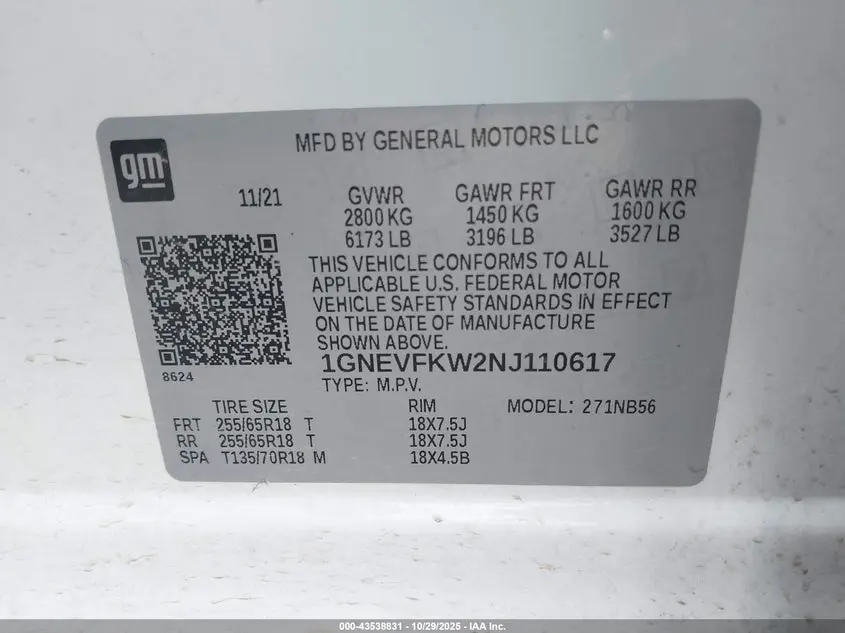 gm
MFD BY GENERAL MOTORS LLC
11/21
GVWR GAWR FRT GAWR RR
2800 KG 1450 KG 1600 KG
6173 LB 3196 LB 3527 LB
THIS VEHICLE CONFORMS TO ALL
APPLICABLE U.S. FEDERAL MOTOR
VEHICLE SAFETY STANDARDS IN EFFECT
ON THE DATE OF MANUFACTURE
SHOWN ABOVE.
8624
1GNEVFKW2NJ110617
TYPE: M.P.V.
TIRE SIZE RIM MODEL: 271NB56
FRT 255/65R18 T 18X7.5J
RR 255/65R18 T 18X7.5J
SPA T135/70R18 M 18X4.5B
000-43538831 - 10/29/2025 - IAA Inc.